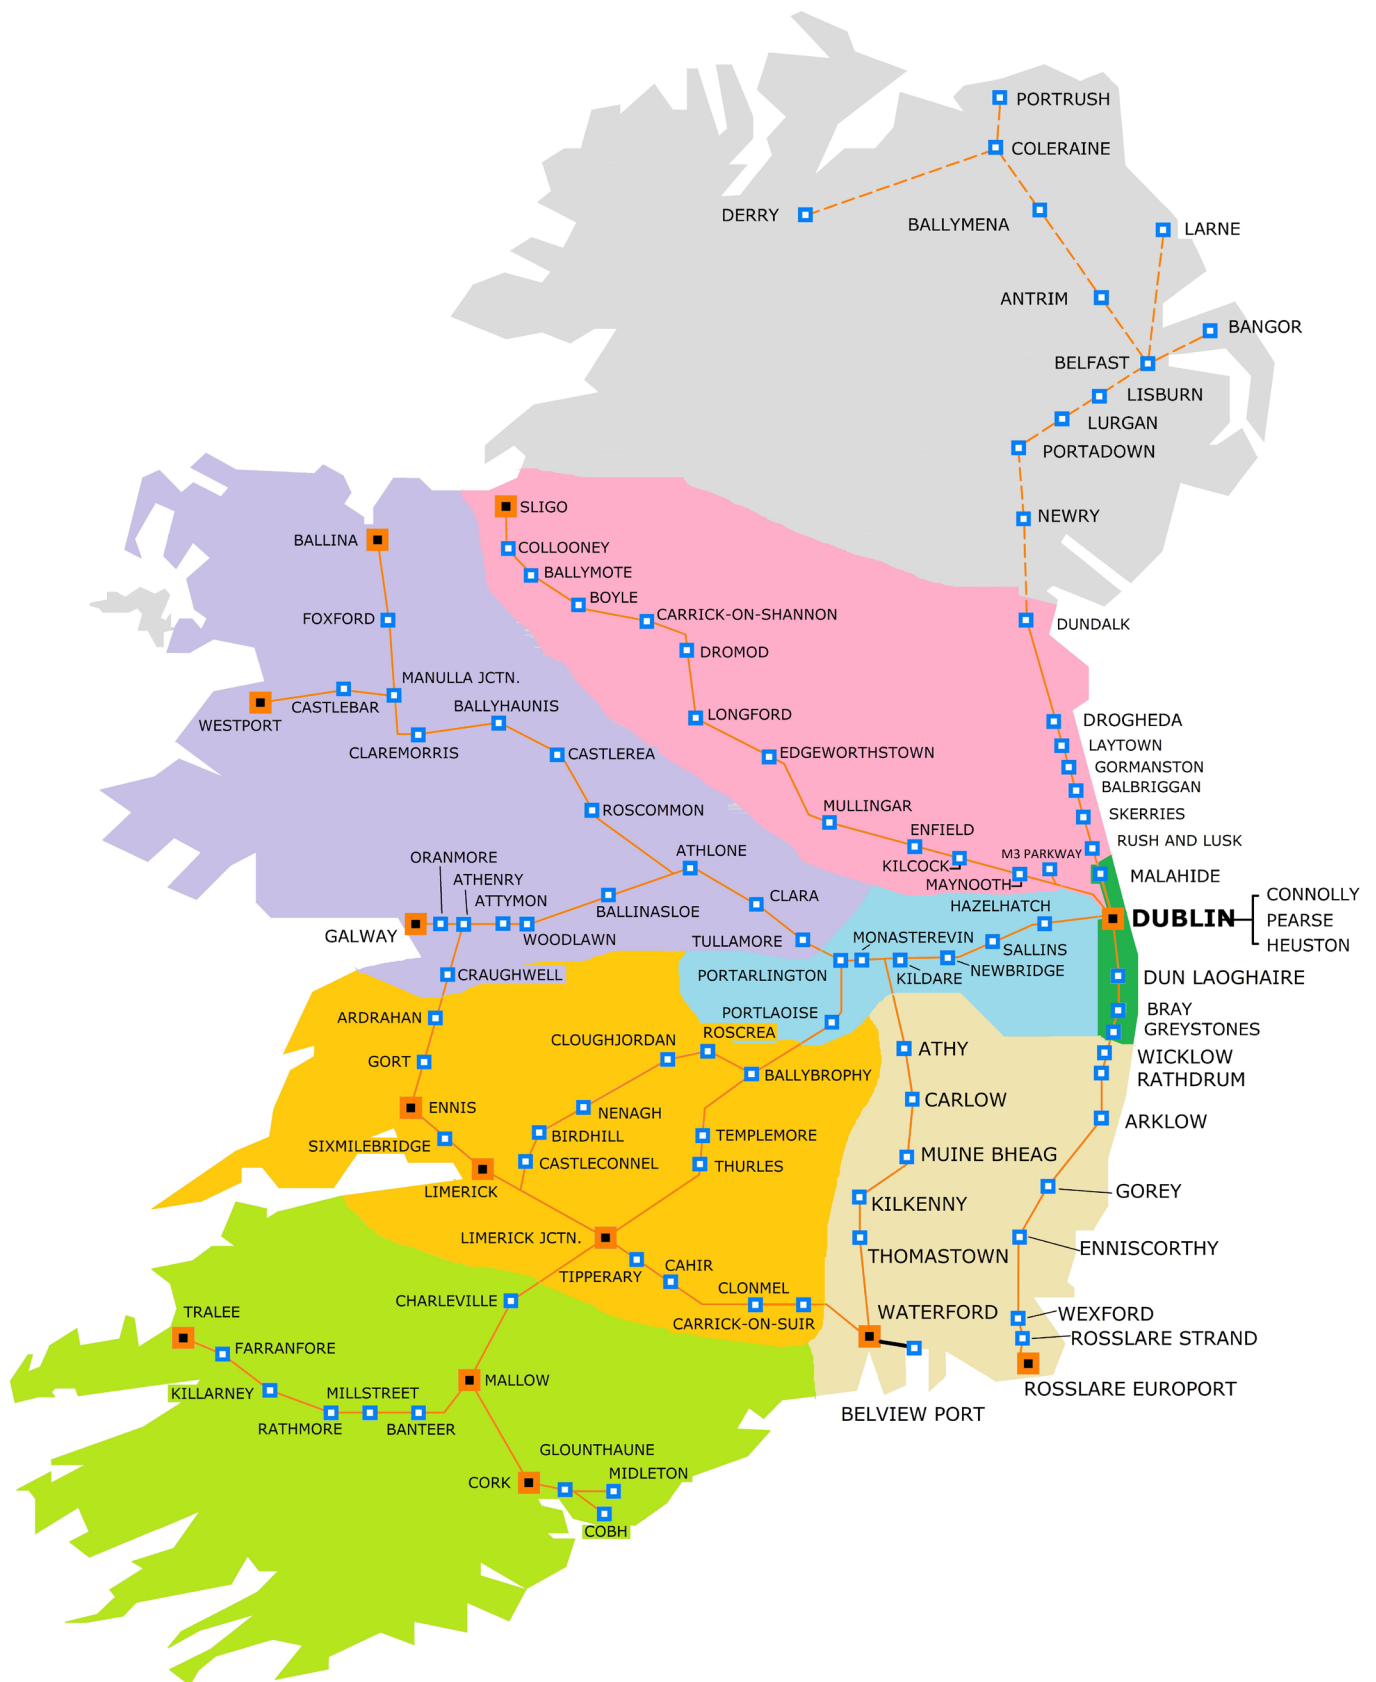 PORTRUSH
COLERAINE
DERRY
BALLYMENA
LARNE
ANTRIM
BANGOR
BELFAST
LISBURN
LURGAN
PORTADOWN
NEWRY
SLIGO
BALLINA
COLLOONEY
BALLYMOTE
BOYLE
CARRICK-ON-SHANNON
FOXFORD
DUNDALK
DROMOD
MANULLA JCTN.
CASTLEBAR
BALLYHAUNIS
WESTPORT
LONGFORD
DROGHEDA
CLAREMORRIS
CASTLEREA
EDGEWORTHSTOWN
LAYTOWN
GORMANSTON
BALBRIGGAN
ROSCOMMON
MULLINGAR
SKERRIES
ENFIELD
RUSH AND LUSK
ORANMORE
ATHLONE
KILCOCK
M3 PARKWAY
ATHENRY
MAYNOOTH
MALAHIDE
ATTYMON
CLARA
HAZELHATCH
CONNOLLY
BALLINASLOE
DUBLIN
PEARSE
GALWAY
WOODLAWN
TULLAMORE
MONASTEREVIN
SALLINS
HEUSTON
CRAUGHWELL
PORTARLINGTON
KILDARE
NEWBRIDGE
DUN LAOGHAIRE
ARDRAHAN
PORTLAOISE
BRAY
CLOUGHJORDAN
ROSCREA
GREYSTONES
GORT
ATHY
WICKLOW
BALLYBROPHY
RATHDRUM
ENNIS
NENAGH
CARLOW
ARKLOW
SIXMILEBRIDGE
BIRDHILL
TEMPLEMORE
CASTLECONNEL
THURLES
MUINE BHEAG
LIMERICK
KILKENNY
GOREY
LIMERICK JCTN.
THOMASTOWN
ENNISCORTHY
TIPPERARY
CAHIR
CHARLEVILLE
CLONMEL
TRALEE
CARRICK-ON-SUIR
WATERFORD
WEXFORD
FARRANFORE
ROSSLARE STRAND
KILLARNEY
MILLSTREET
MALLOW
ROSSLARE EUROPORT
RATHMORE
BANTEER
BELVIEW PORT
GLOUNTHAUNE
CORK
MIDLETON
COBH